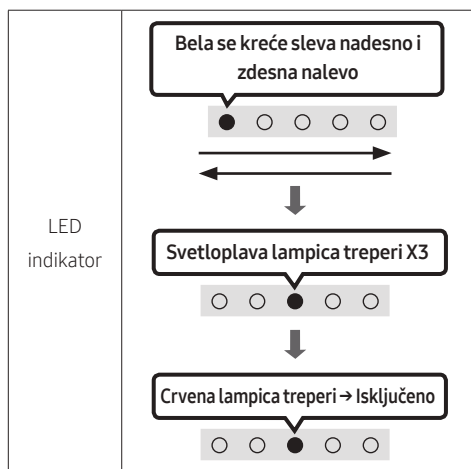 LED
indikator
Bela se kreće sleva nadesno i
zdesna nalevo
Svetloplava lampica treperi X3
Crvena lampica treperi → Isključeno